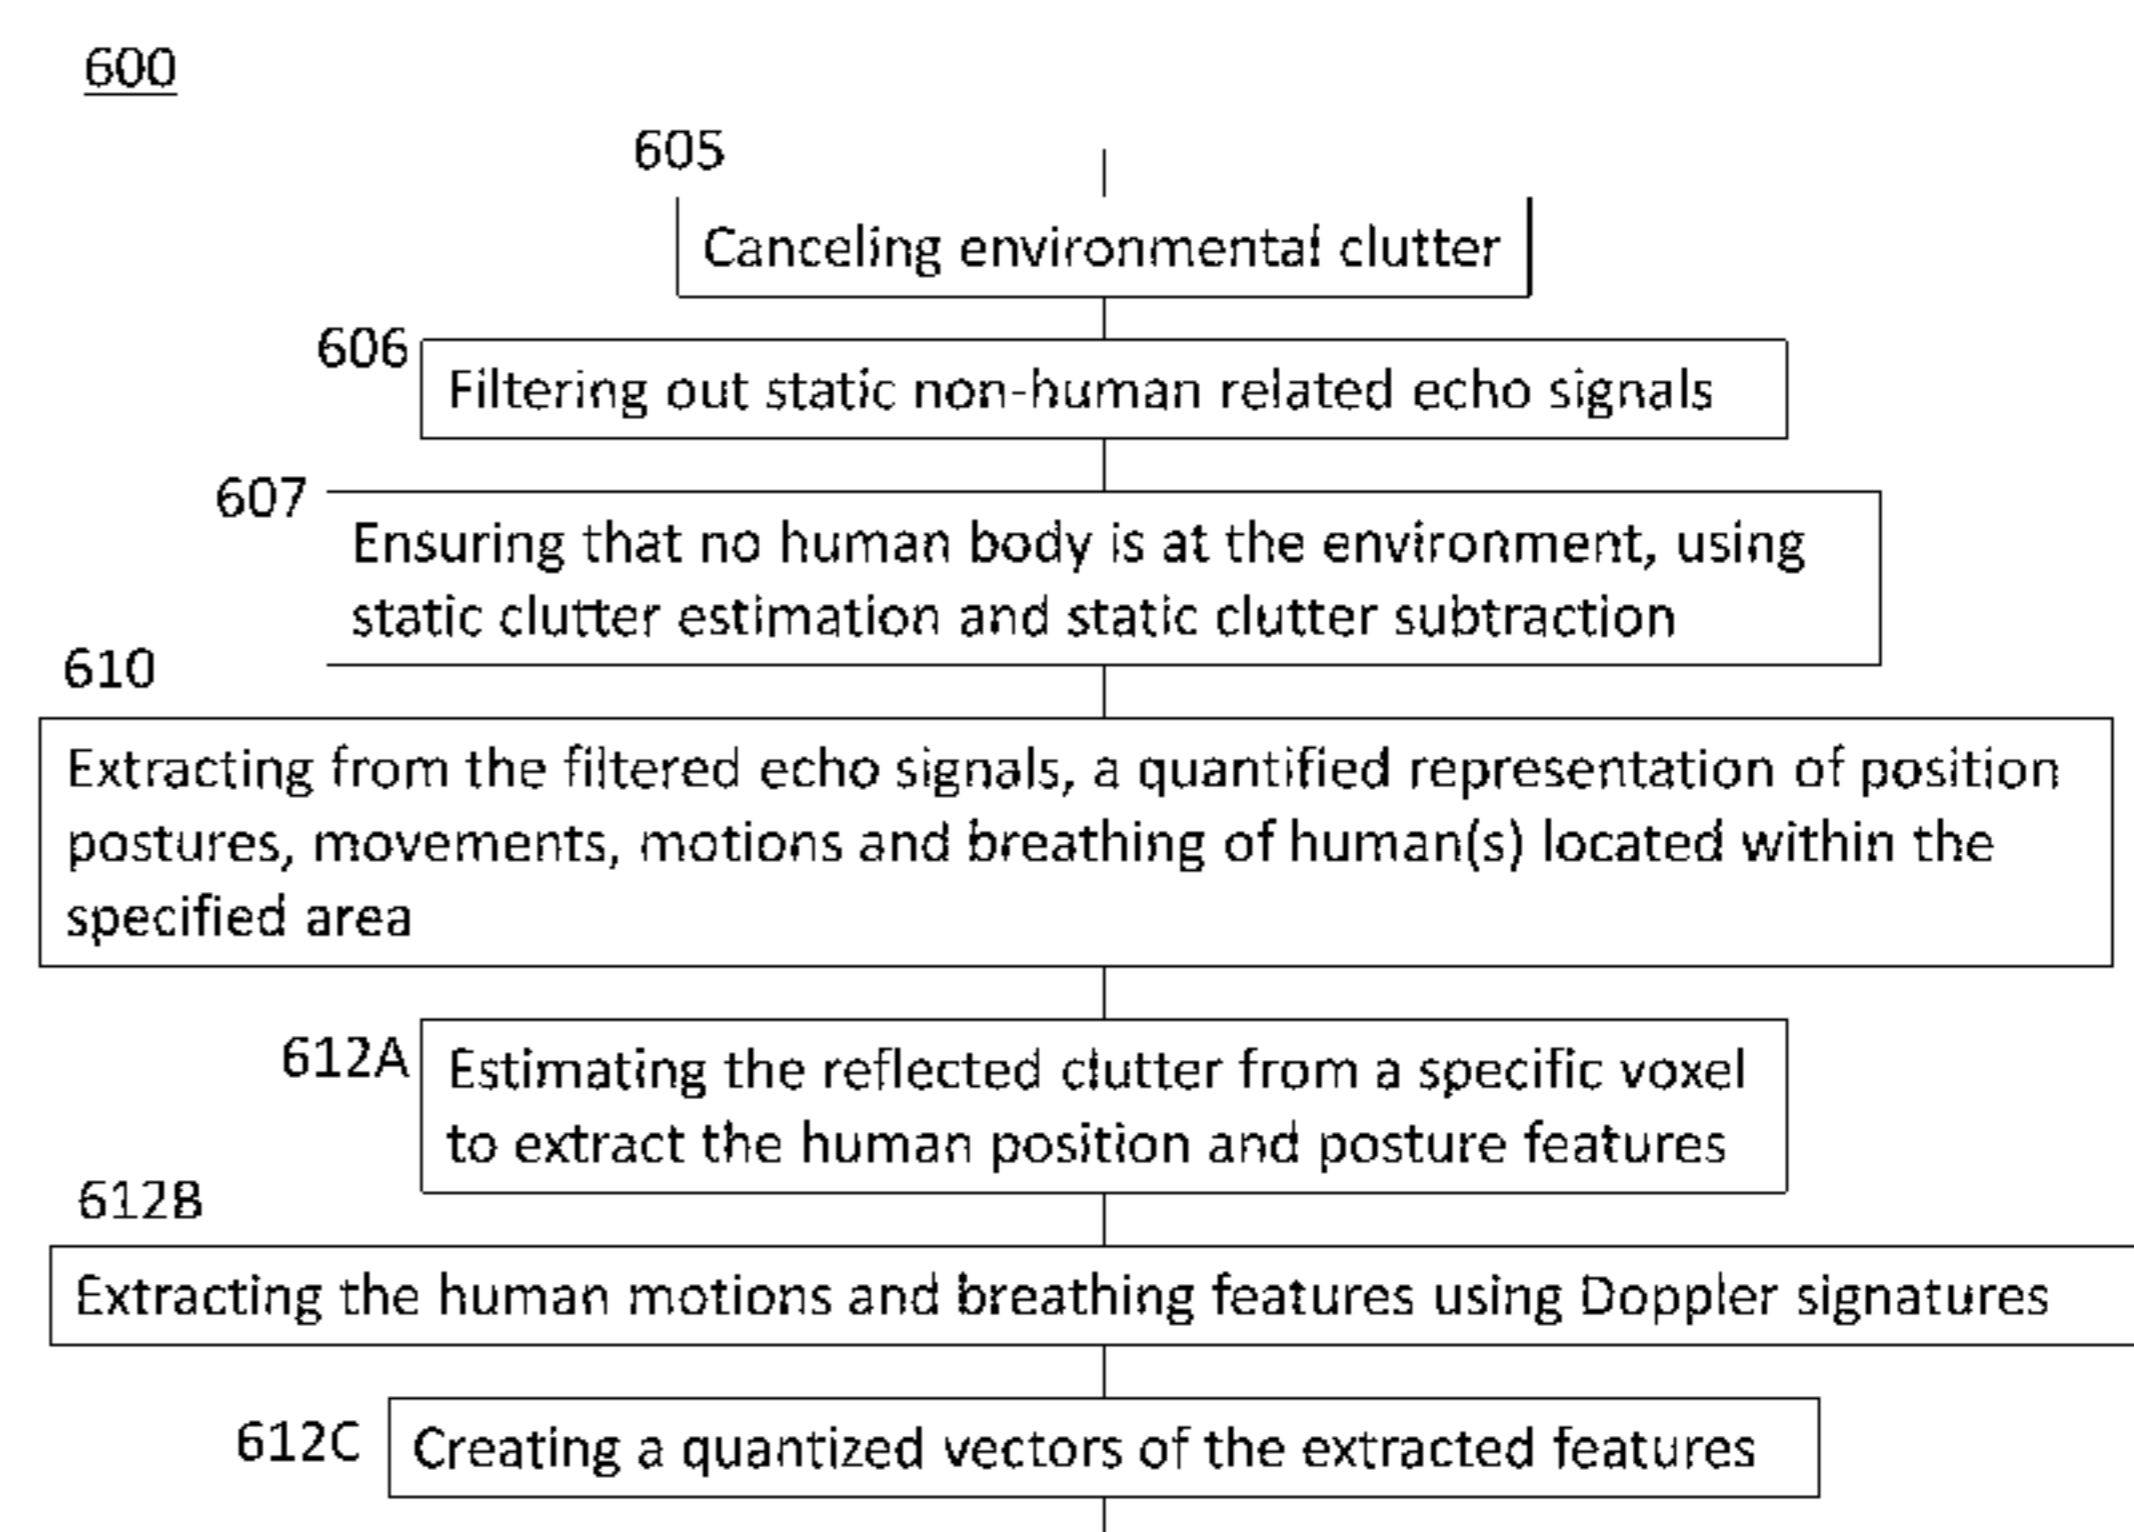 600
605
Canceling environmental clutter
606
Filtering out static non-human related echo signals
607
Ensuring that no human body is at the environment, using
static clutter estimation and static clutter subtraction
610
Extracting from the filtered echo signals, a quantified representation of position
postures, movements, motions and breathing of human(s) located within the
specified area
612A
Estimating the reflected clutter from a specific voxel
to extract the human position and posture features
612B
Extracting the human motions and breathing features using Doppler signatures
612C
Creating a quantized vectors of the extracted features